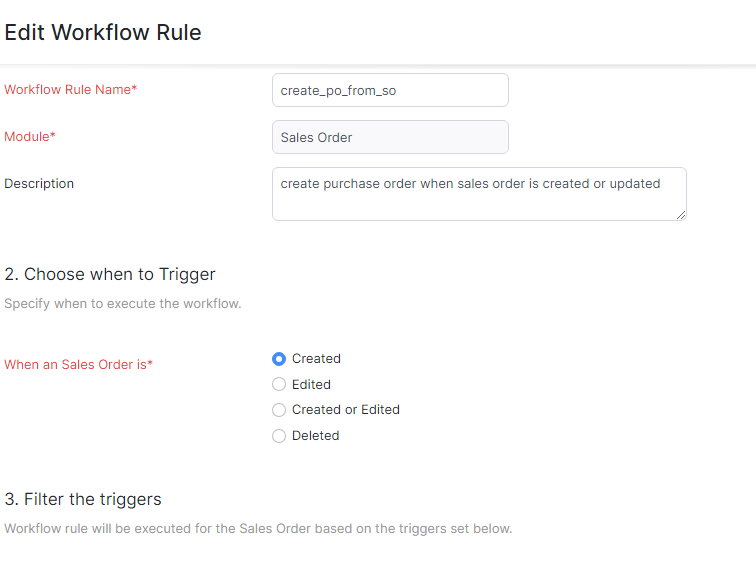 Edit Workflow Rule
Workflow Rule Name*
create_po_from_so
Module*
Sales Order
Description
create purchase order when sales order is created or updated
2. Choose when to Trigger
Specify when to execute the workflow.
When an Sales Order is*
Created
Edited
Created or Edited
Deleted
3. Filter the triggers
Workflow rule will be executed for the Sales Order based on the triggers set below.